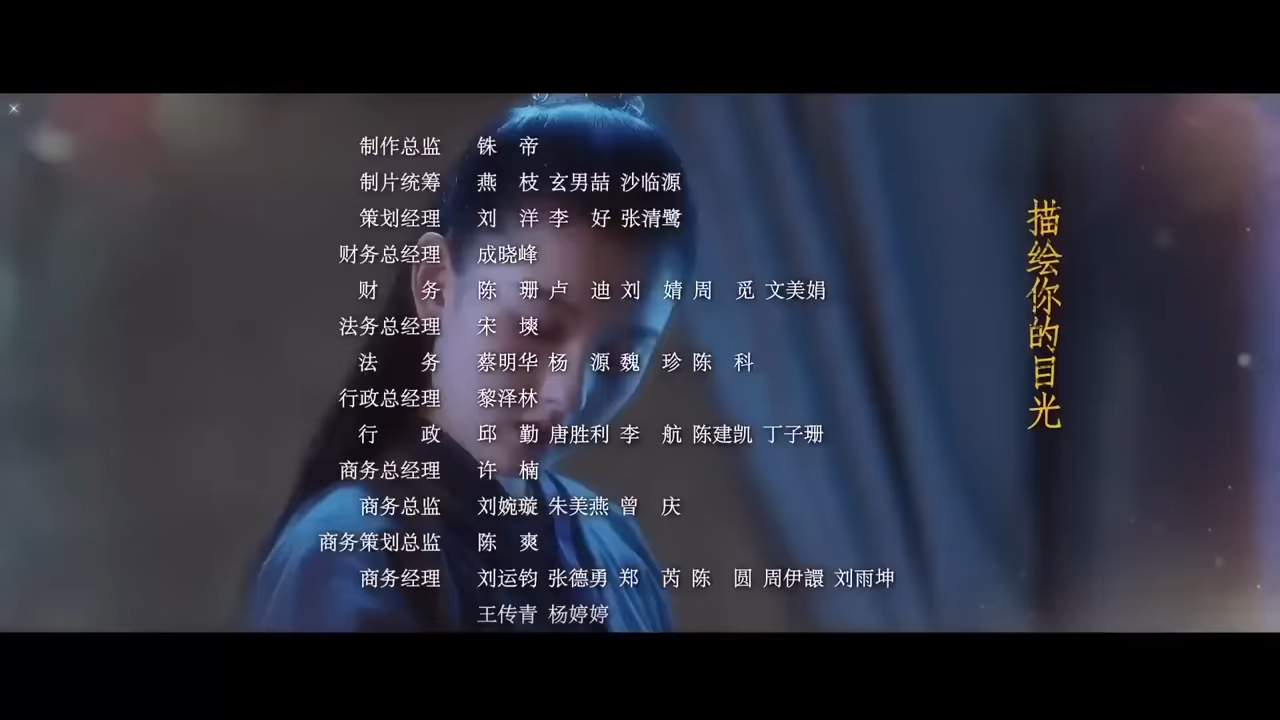 制作总监 铢 帝
制片统筹 燕 枝 玄男喆 沙临源
策划经理 刘 洋 李 好 张清鹭
财务总经理 成晓峰
财 务 陈 珊 卢 迪 刘 婧 周 觅 文美娟
法务总经理 宋 㛦
法 务 蔡明华 杨 源 魏 珍 陈 科
行政总经理 黎泽林
行 政 邱 勤 唐胜利 李 航 陈建凯 丁子珊
商务总经理 许 楠
商务总监 刘婉璇 朱美燕 曾 庆
商务策划总监 陈 爽
商务经理 刘运钧 张德勇 郑 芮 陈 圆 周伊譞 刘雨坤
王传青 杨婷婷
描绘你的目光